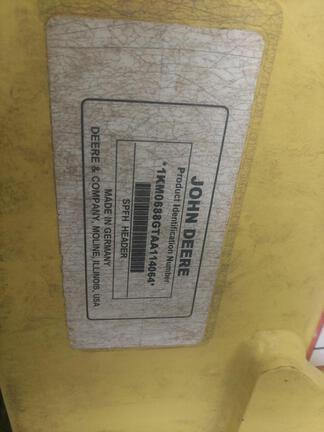 JOHN DEERE
Product Identification Number
*1KM0688GTAA114064*
SPFH HEADER
MADE IN GERMANY
DEERE & COMPANY, MOLINE, ILLINOIS, USA